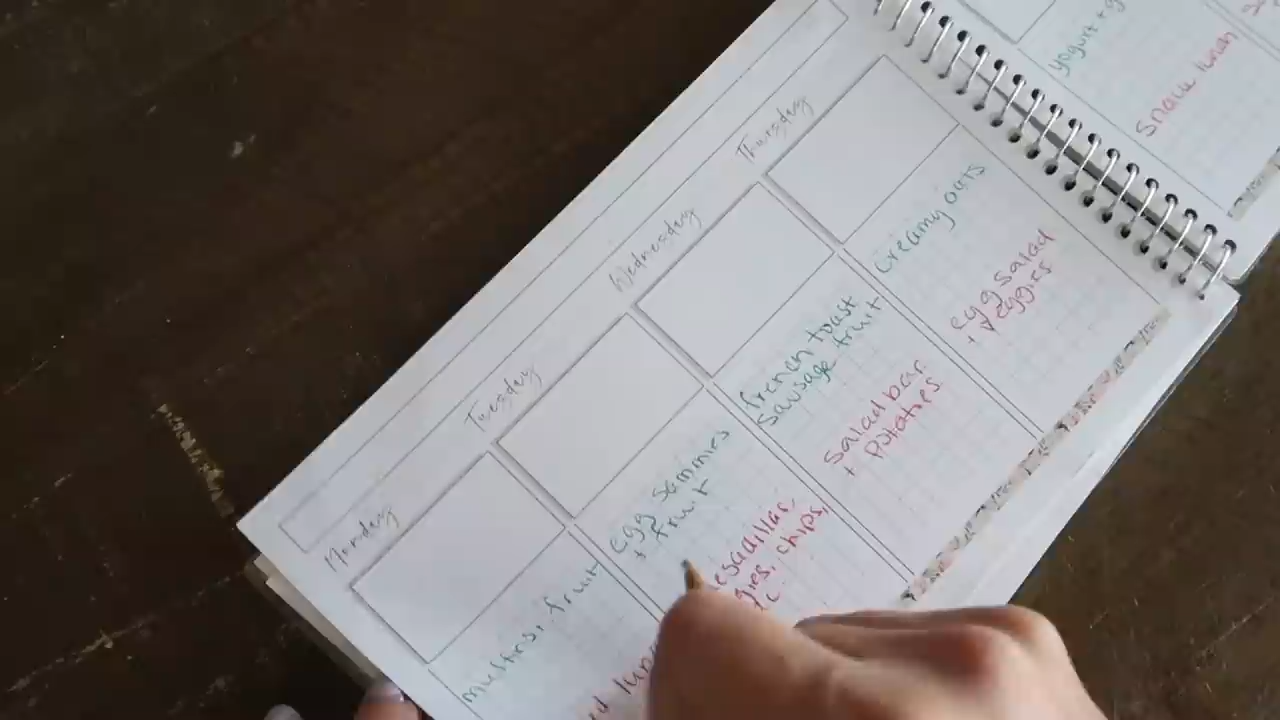 Monday
Tuesday
Wednesday
Thursday
muffins, fruit
egg sammies
+ fruit
french toast
sausage fruit
creamy oats
salad bar
+ potatoes
egg salad
+ veggies
chips,
yogurt +
snack lunch